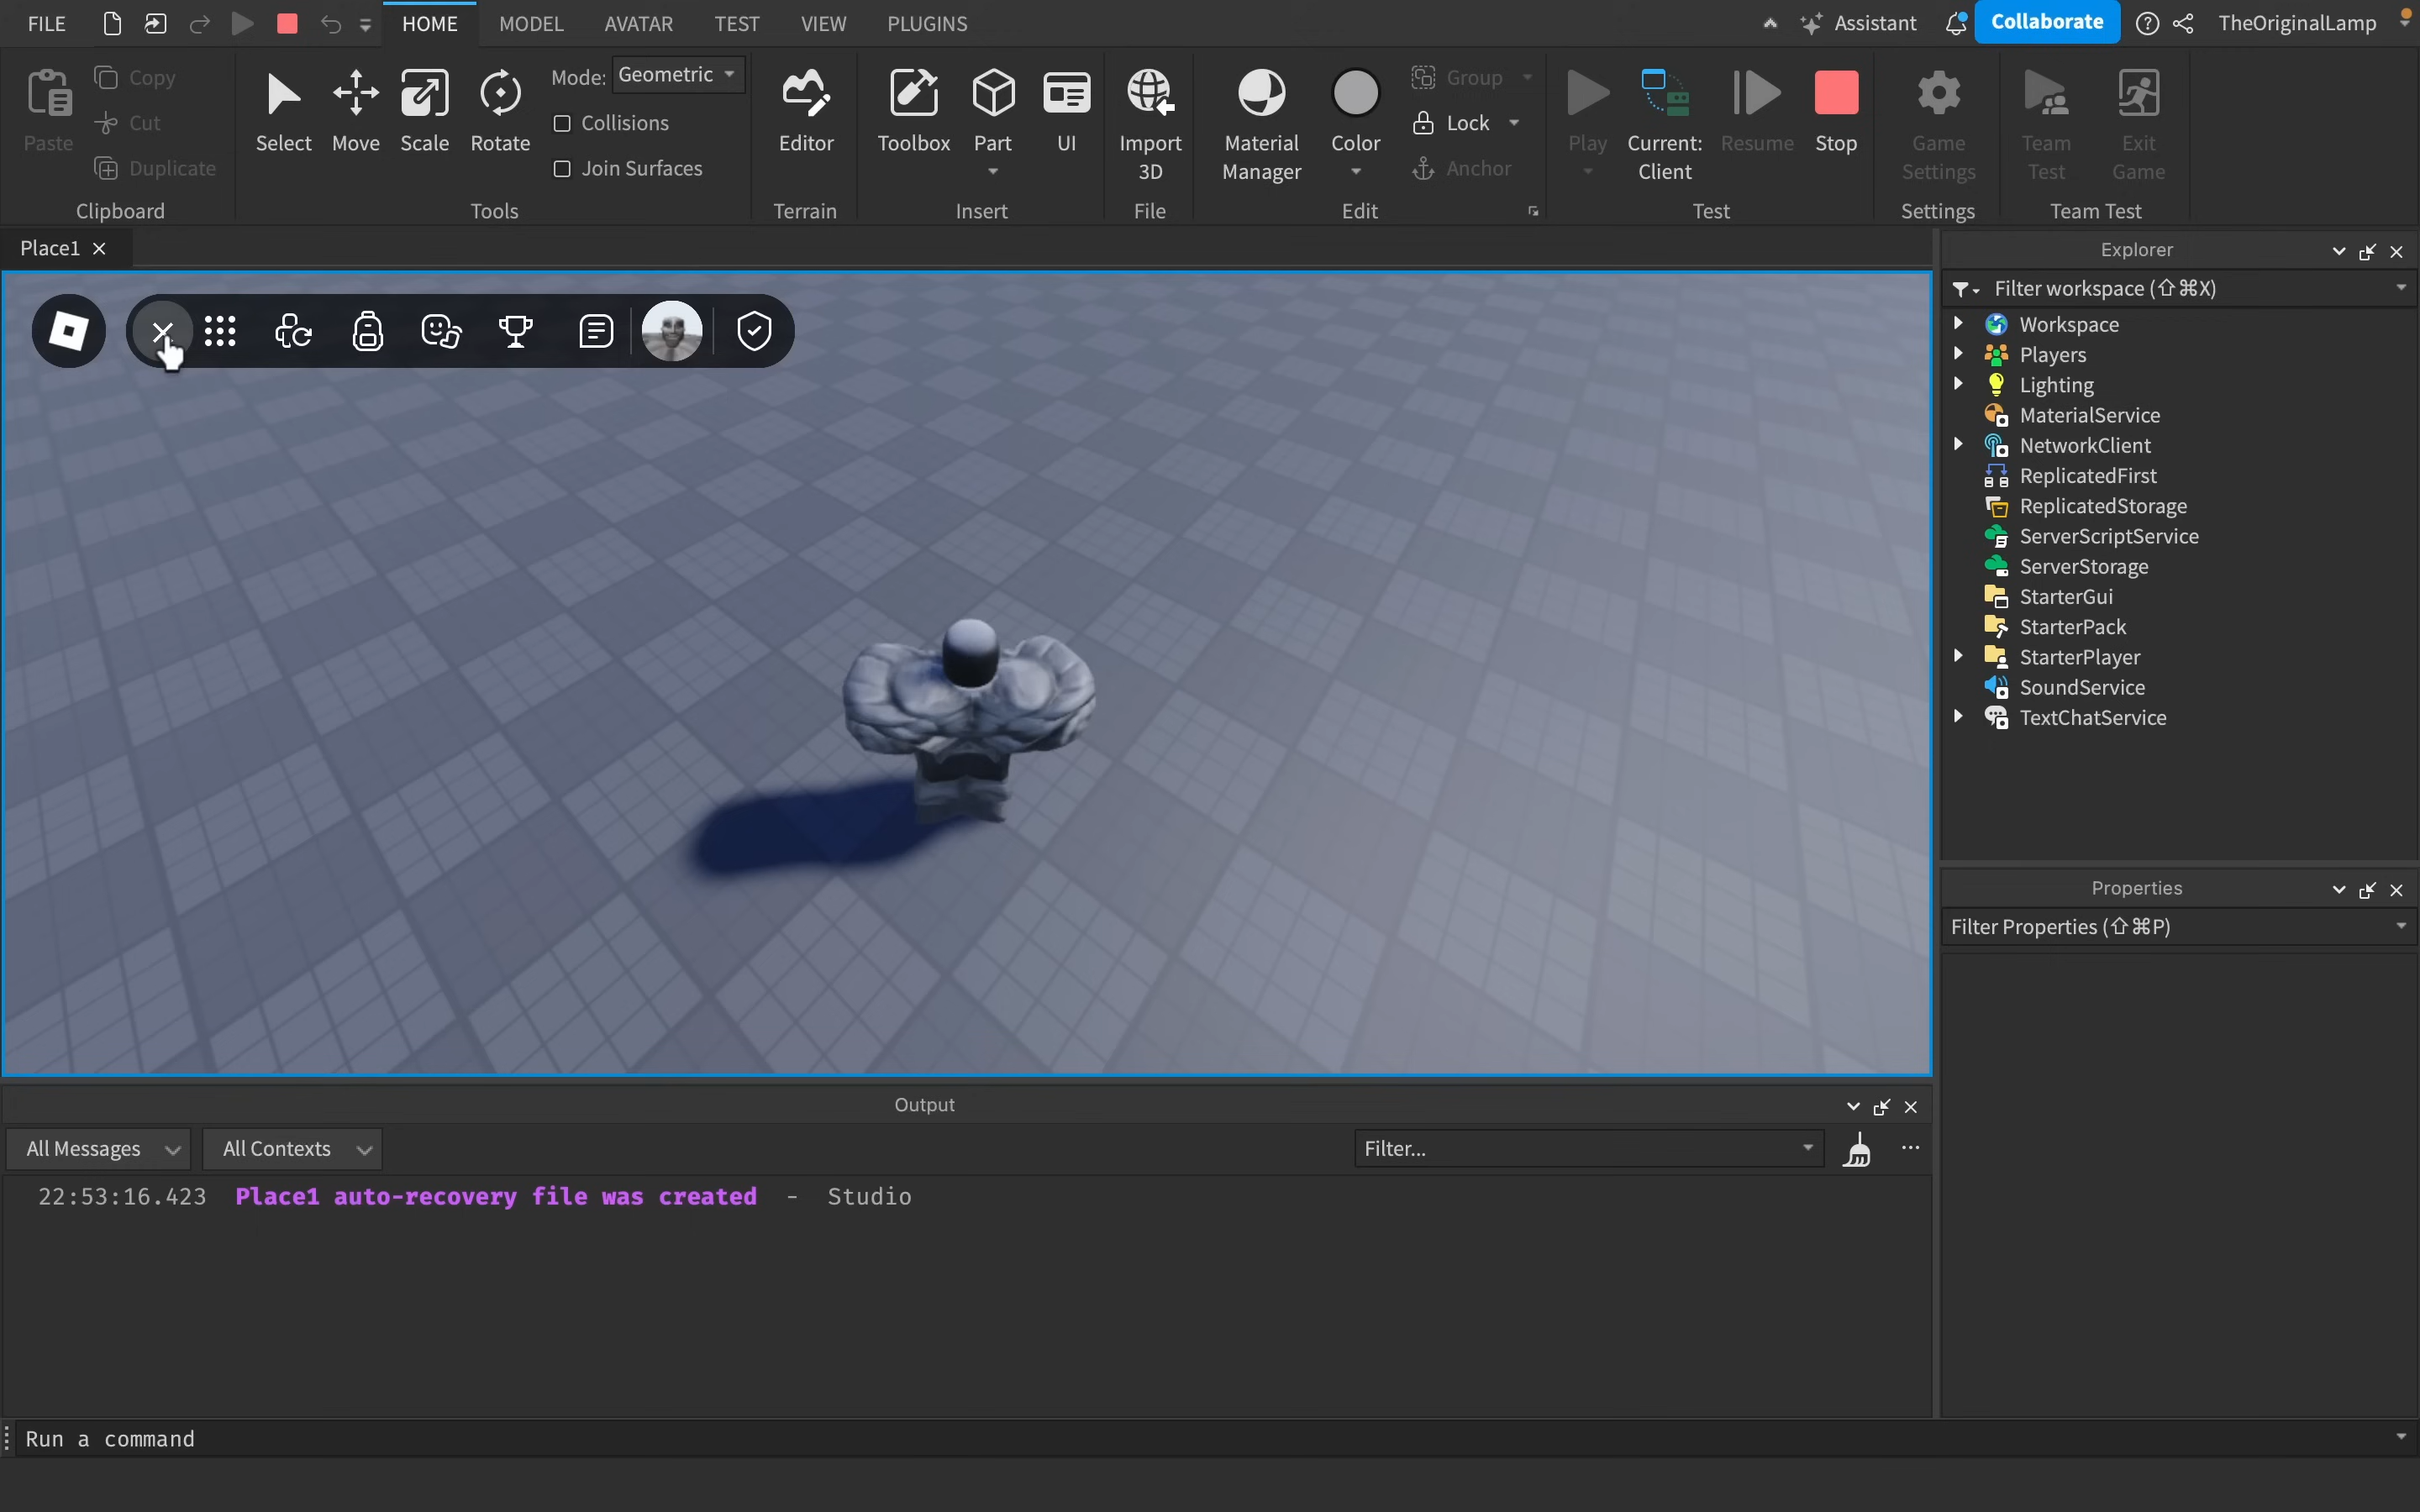 FILE HOME MODEL AVATAR TEST VIEW PLUGINS Assistant Collaborate TheOriginalLamp
Paste Copy Cut Duplicate
Clipboard
Select Move Scale Rotate
Mode: Geometric
Collisions
Join Surfaces
Tools
Editor
Terrain
Toolbox Part UI
Insert
Import
3D
File
Material
Manager
Color
Group
Lock
Anchor
Edit
Play
Current:
Client
Resume Stop
Test
Game
Settings
Settings
Team
Test
Exit
Game
Team Test
Place1
Explorer
Filter workspace (⇧⌘X)
Workspace
Players
Lighting
MaterialService
NetworkClient
ReplicatedFirst
ReplicatedStorage
ServerScriptService
ServerStorage
StarterGui
StarterPack
StarterPlayer
SoundService
TextChatService
Properties
Filter Properties (⇧⌘P)
Output
All Messages All Contexts Filter...
22:53:16.423 Place1 auto-recovery file was created - Studio
Run a command